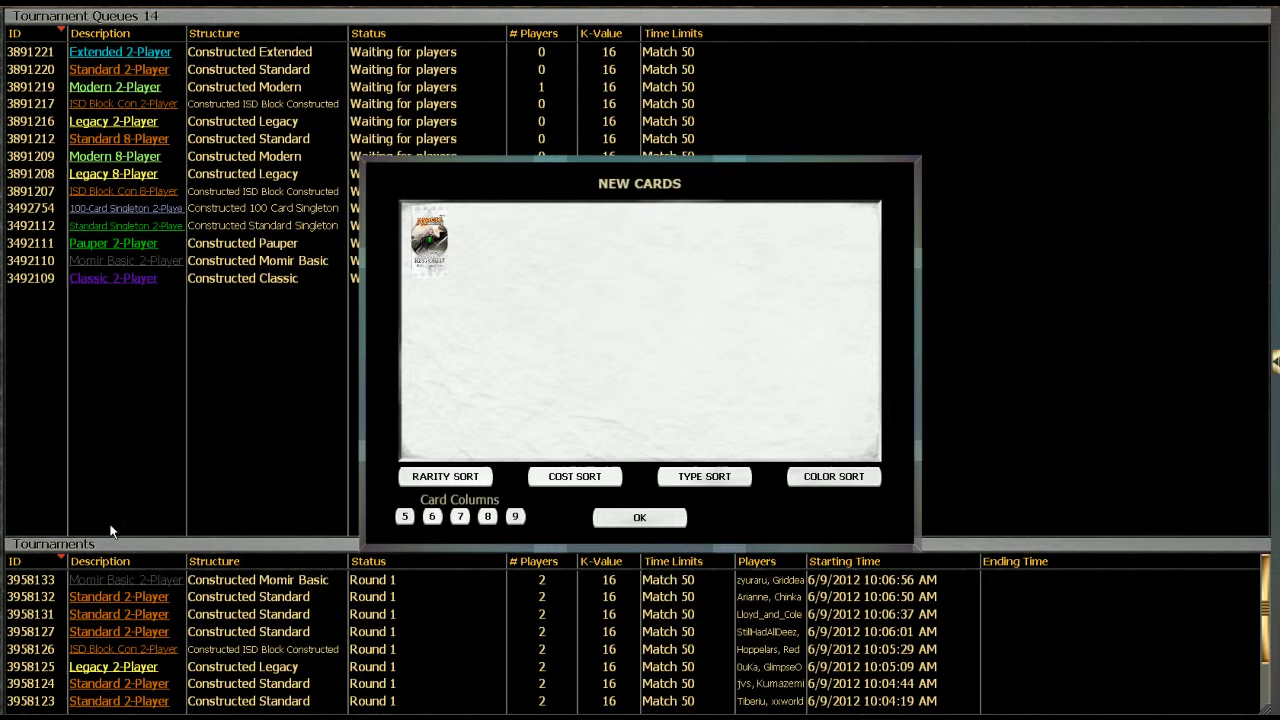 Tournament Queues 14
ID Description Structure Status # Players K-Value Time Limits
3891221 Extended 2-Player Constructed Extended Waiting for players 0 16 Match 50
3891220 Standard 2-Player Constructed Standard Waiting for players 0 16 Match 50
3891219 Modern 2-Player Constructed Modern Waiting for players 1 16 Match 50
3891217 ISD Block Con 2-Player Constructed ISD Block Constructed Waiting for players 0 16 Match 50
3891216 Legacy 2-Player Constructed Legacy Waiting for players 0 16 Match 50
3891212 Standard 8-Player Constructed Standard Waiting for players 0 16 Match 50
3891209 Modern 8-Player Constructed Modern
3891208 Legacy 8-Player Constructed Legacy
3891207 ISD Block Con 8-Player Constructed ISD Block Constructed
3492754 100-Card Singleton 2-Playe Constructed 100 Card Singleton
3492112 Standard Singleton 2-Playe Constructed Standard Singleton
3492111 Pauper 2-Player Constructed Pauper
3492110 Momir Basic 2-Player Constructed Momir Basic
3492109 Classic 2-Player Constructed Classic
NEW CARDS
RESTORED
RARITY SORT COST SORT TYPE SORT COLOR SORT
Card Columns
5 6 7 8 9 OK
Tournaments
ID Description Structure Status # Players K-Value Time Limits Players Starting Time Ending Time
3958133 Momir Basic 2-Player Constructed Momir Basic Round 1 2 16 Match 50 zyuraru, Griddea 6/9/2012 10:06:56 AM
3958132 Standard 2-Player Constructed Standard Round 1 2 16 Match 50 Arianne, Chinka 6/9/2012 10:06:50 AM
3958131 Standard 2-Player Constructed Standard Round 1 2 16 Match 50 Lloyd_and_Cole 6/9/2012 10:06:37 AM
3958127 Standard 2-Player Constructed Standard Round 1 2 16 Match 50 StillHadAllDeez, 6/9/2012 10:06:01 AM
3958126 ISD Block Con 2-Player Constructed ISD Block Constructed Round 1 2 16 Match 50 Hoppelars, Red 6/9/2012 10:05:29 AM
3958125 Legacy 2-Player Constructed Legacy Round 1 2 16 Match 50 0uKa, GlimpseO 6/9/2012 10:05:09 AM
3958124 Standard 2-Player Constructed Standard Round 1 2 16 Match 50 jvs, Kumazemi 6/9/2012 10:04:44 AM
3958123 Standard 2-Player Constructed Standard Round 1 2 16 Match 50 Tiberiu, xxworld 6/9/2012 10:04:19 AM